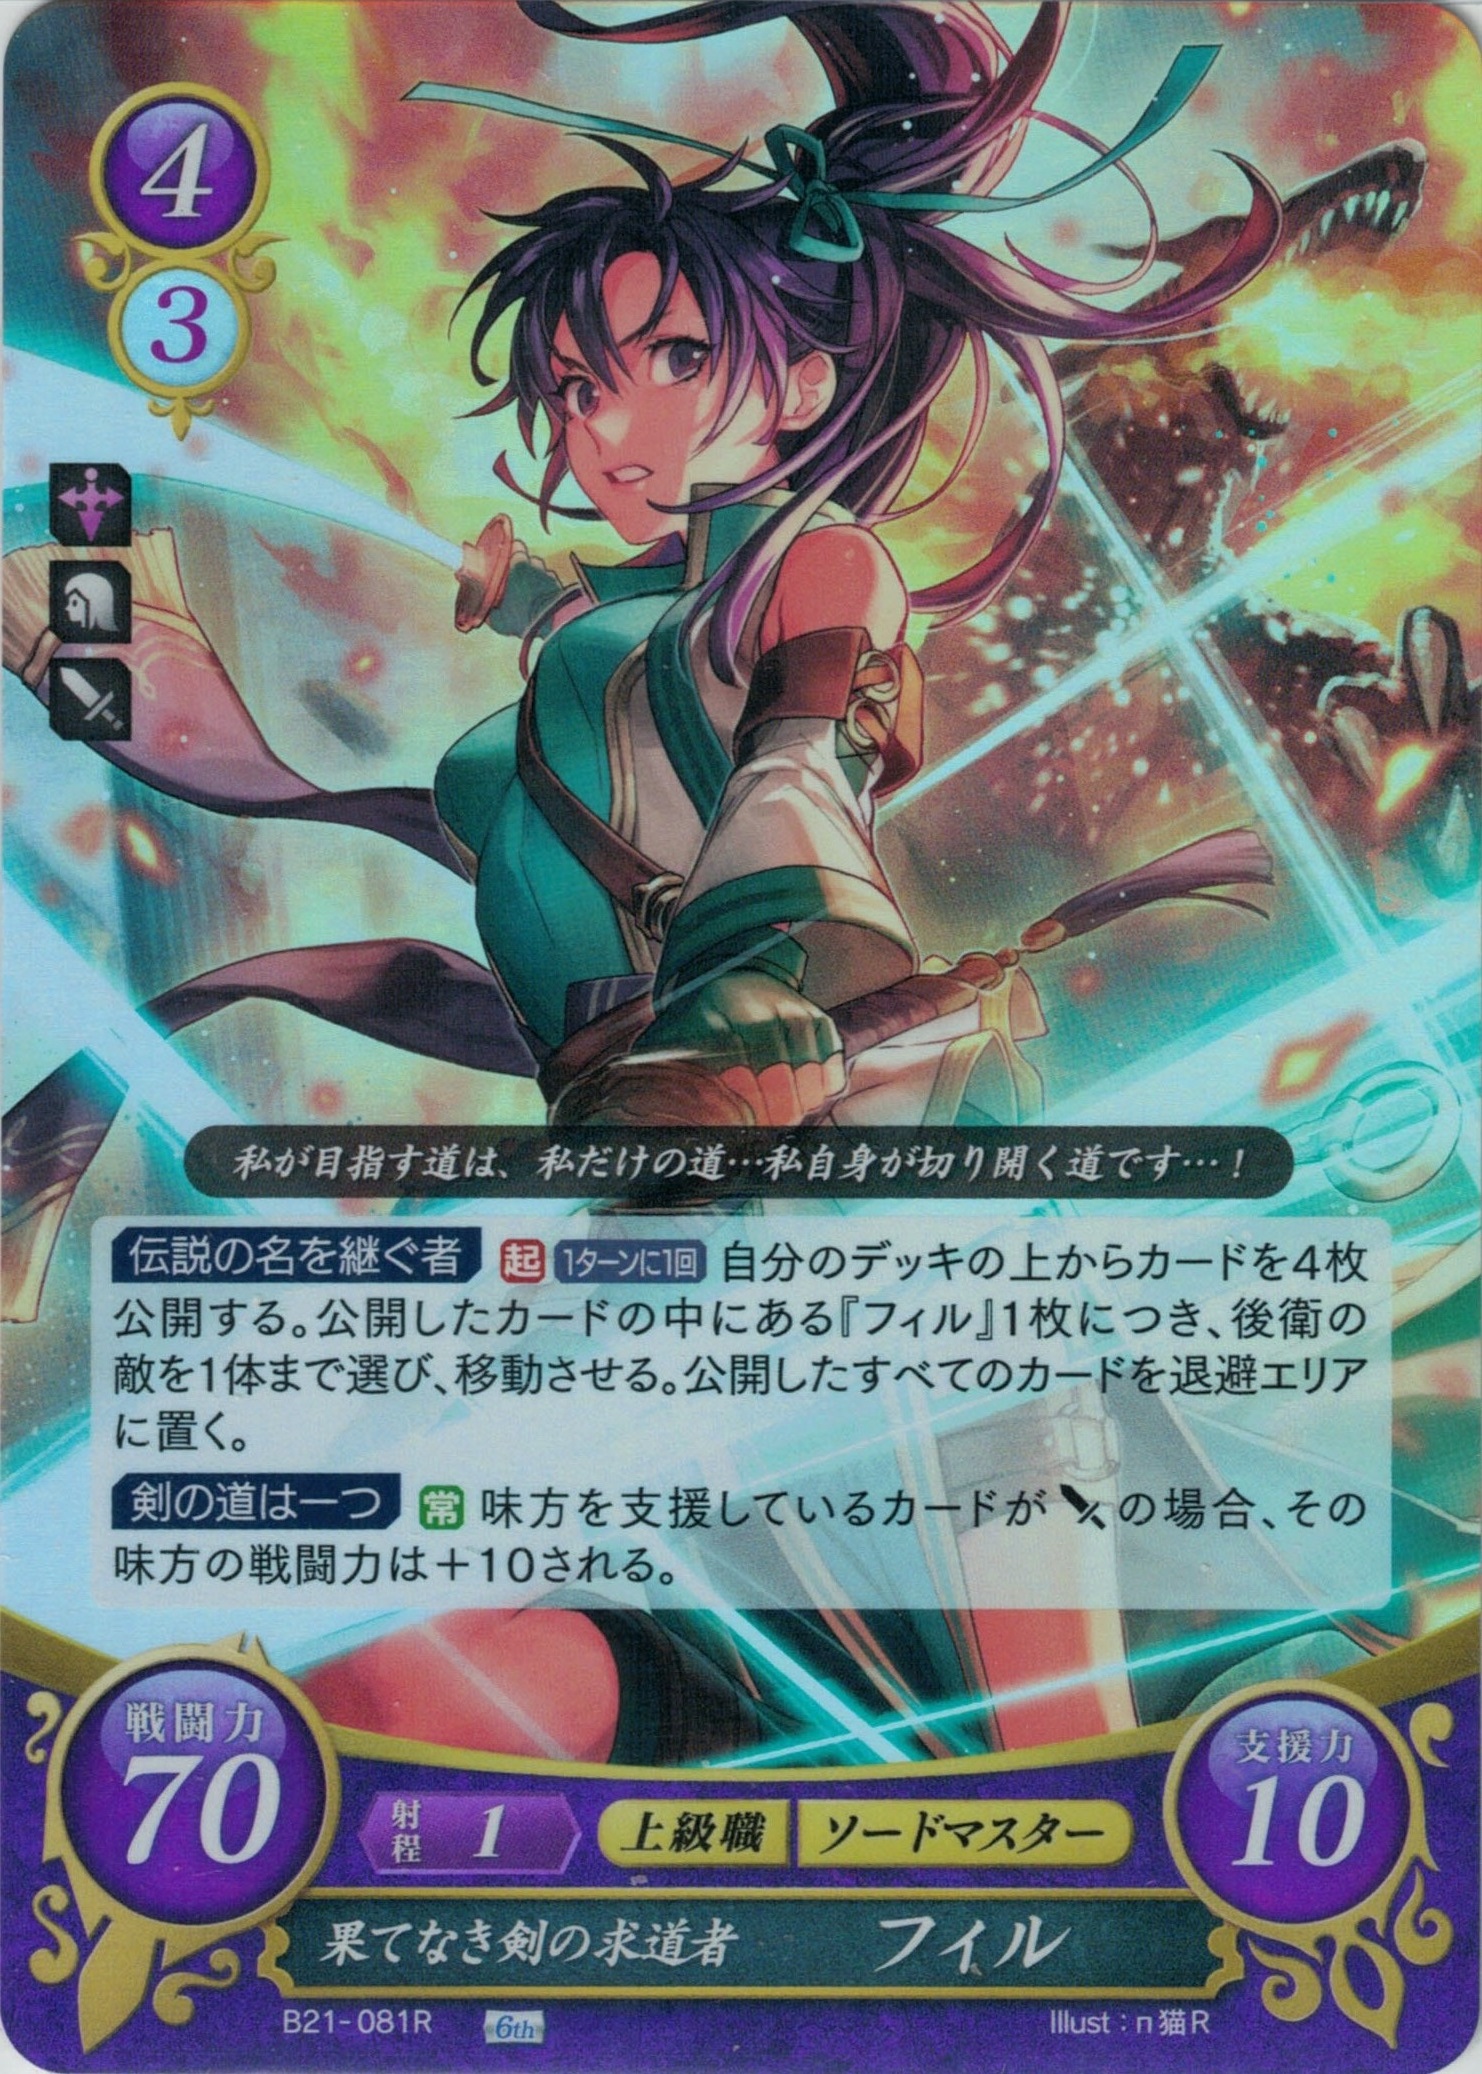 4
3
私が目指す道は、私だけの道…私自身が切り開く道です…！
伝説の名を継ぐ者 起 1ターンに1回 自分のデッキの上からカードを4枚
公開する。公開したカードの中にある『フィル』1枚につき、後衛の
敵を1体まで選び、移動させる。公開したすべてのカードを退避エリア
に置く。
剣の道は一つ 常 味方を支援しているカードが の場合、その
味方の戦闘力は＋10される。
戦闘力
70
射程 1
上級職 ソードマスター
支援力
10
果てなき剣の求道者 フィル
B21-081R 6th Illust：n猫R